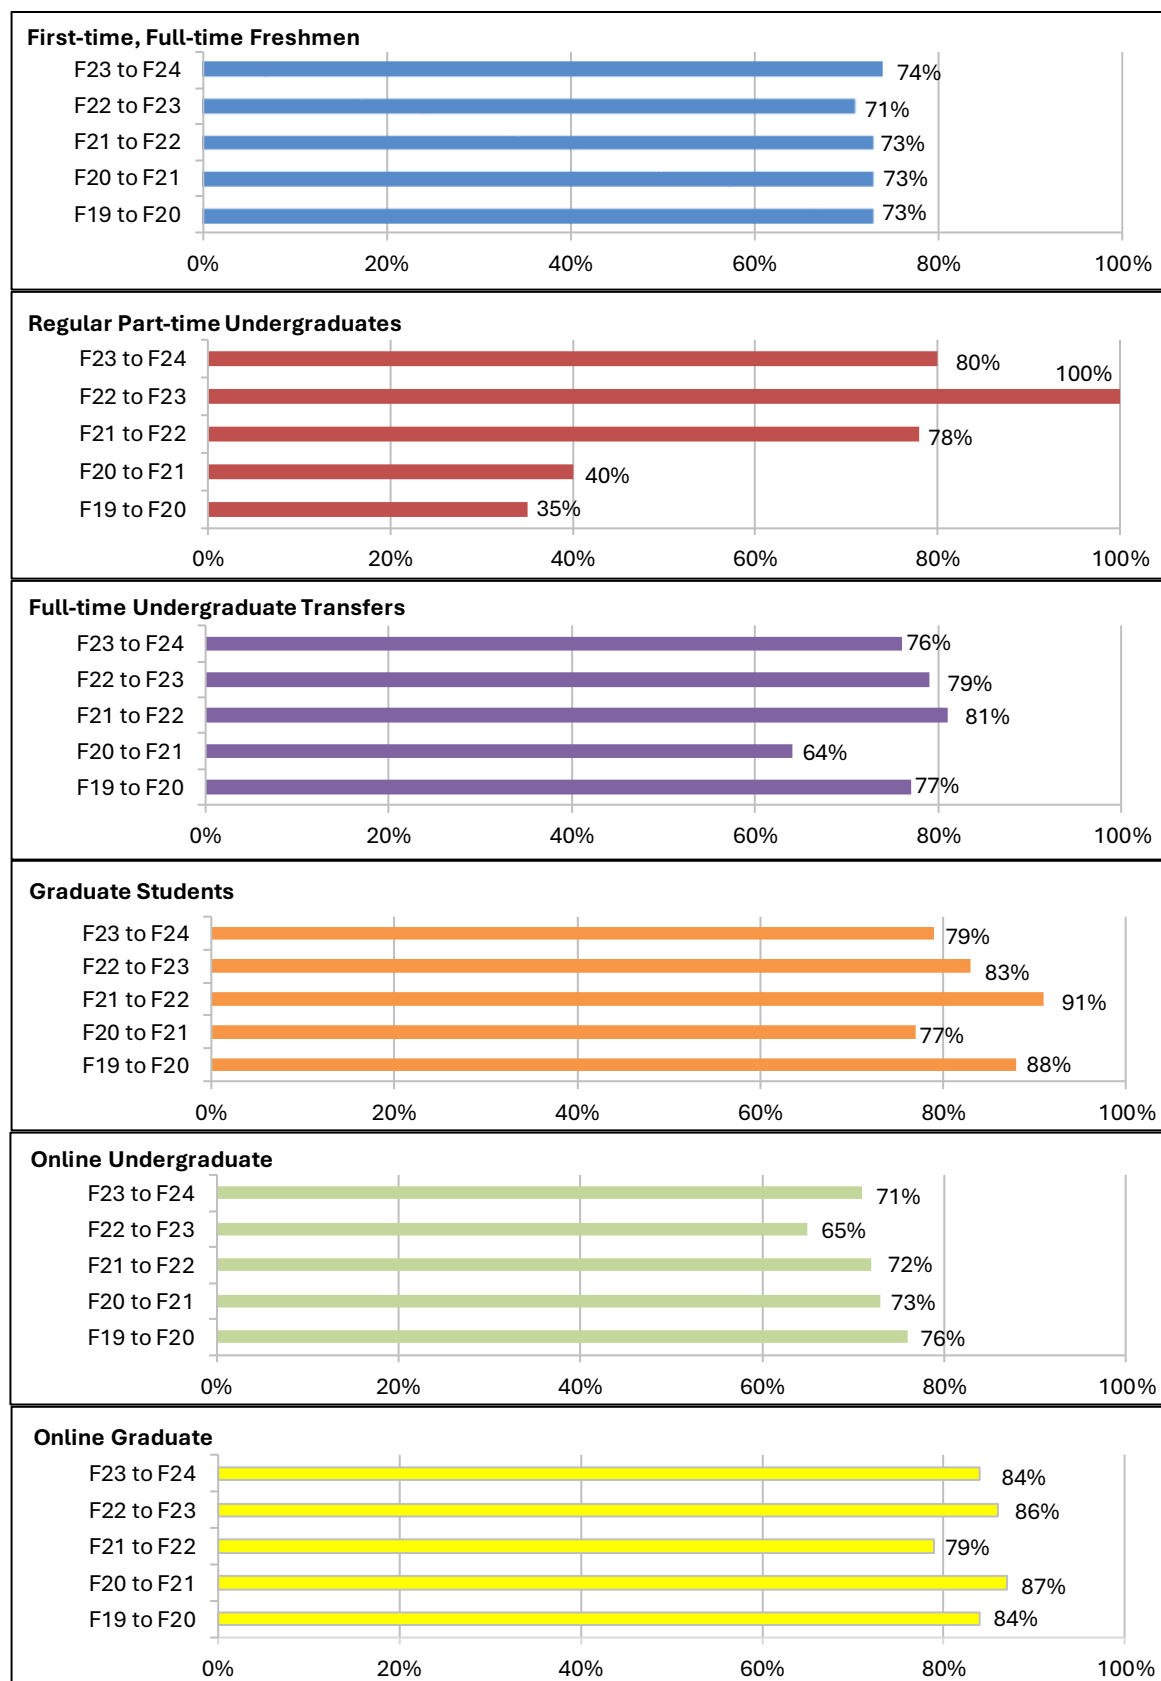 First-time, Full-time Freshmen
F23 to F24 74%
F22 to F23 71%
F21 to F22 73%
F20 to F21 73%
F19 to F20 73%
0% 20% 40% 60% 80% 100%
Regular Part-time Undergraduates
F23 to F24 80%
F22 to F23 100%
F21 to F22 78%
F20 to F21 40%
F19 to F20 35%
0% 20% 40% 60% 80% 100%
Full-time Undergraduate Transfers
F23 to F24 76%
F22 to F23 79%
F21 to F22 81%
F20 to F21 64%
F19 to F20 77%
0% 20% 40% 60% 80% 100%
Graduate Students
F23 to F24 79%
F22 to F23 83%
F21 to F22 91%
F20 to F21 77%
F19 to F20 88%
0% 20% 40% 60% 80% 100%
Online Undergraduate
F23 to F24 71%
F22 to F23 65%
F21 to F22 72%
F20 to F21 73%
F19 to F20 76%
0% 20% 40% 60% 80% 100%
Online Graduate
F23 to F24 84%
F22 to F23 86%
F21 to F22 79%
F20 to F21 87%
F19 to F20 84%
0% 20% 40% 60% 80% 100%